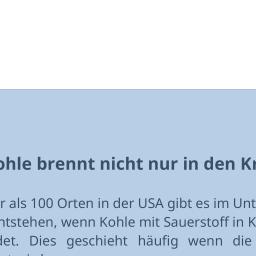 ohle brennt nicht nur in den K
r als 100 Orten in der USA gibt es im Unt
ntstehen, wenn Kohle mit Sauerstoff in K
det. Dies geschieht häufig wenn die